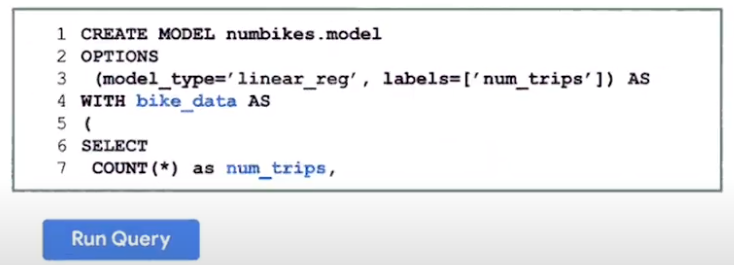 1 CREATE MODEL numbikes.model
2 OPTIONS
3 (model_type='linear_reg', labels=['num_trips']) AS
4 WITH bike_data AS
5 (
6 SELECT
7 COUNT(*) as num_trips,
Run Query